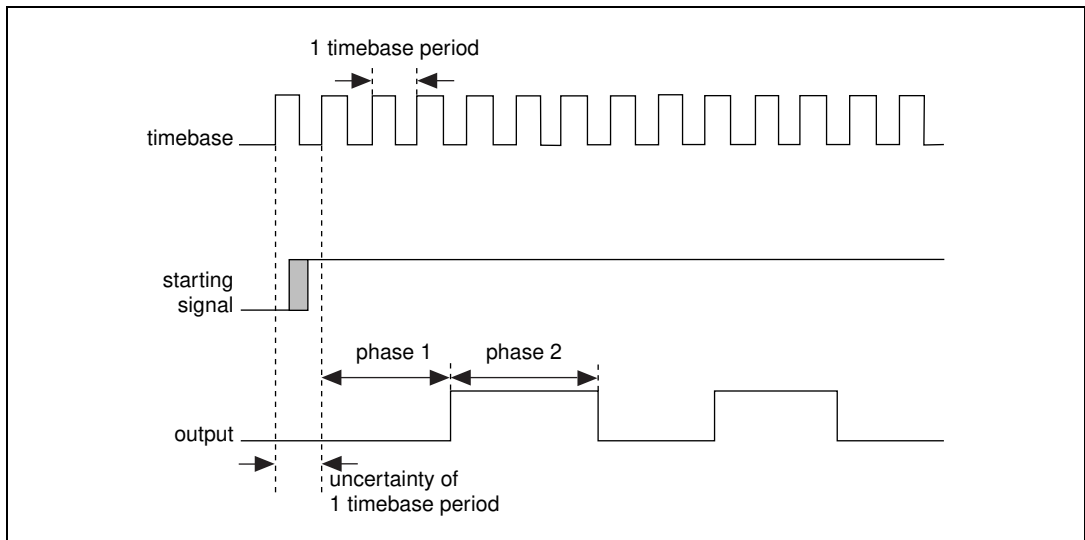 1 timebase period
timebase
starting
signal
phase 1
phase 2
output
uncertainty of
1 timebase period